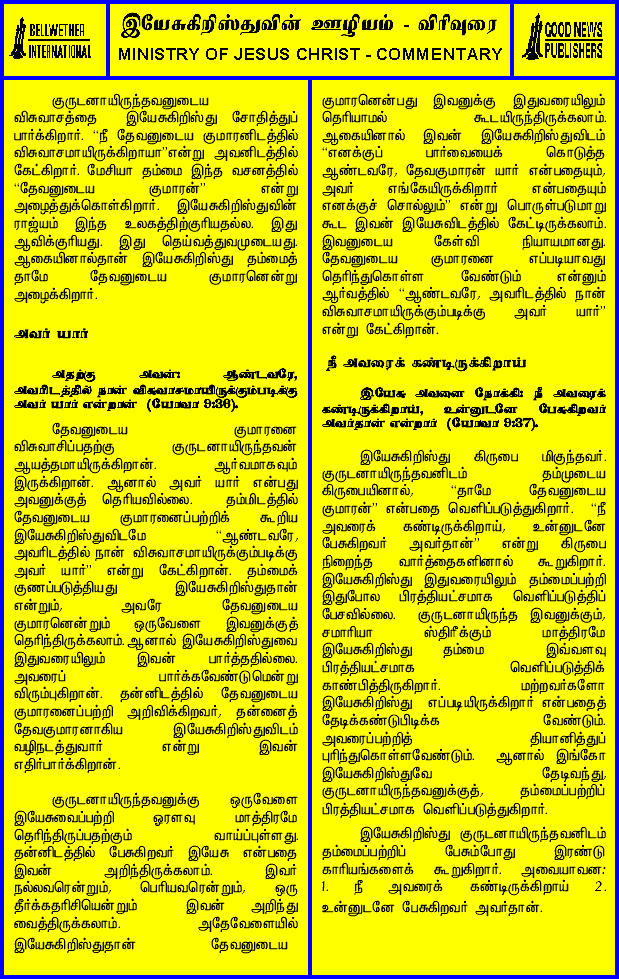 BELLWETHER
INTERNATIONAL
இயேசுகிறிஸ்துவின் ஊழியம் - விரிவுரை
MINISTRY OF JESUS CHRIST - COMMENTARY
GOOD NEWS
PUBLISHERS
குருடனாயிருந்தவனுடைய
விசுவாசத்தை இயேசுகிறிஸ்து சோதித்துப்
பார்க்கிறார். “நீ தேவனுடைய குமாரனிடத்தில்
விசுவாசமாயிருக்கிறாயா”என்று அவனிடத்தில்
கேட்கிறார். மேசியா தம்மை இந்த வசனத்தில்
“தேவனுடைய குமாரன்” என்று
அழைத்துக்கொள்கிறார். இயேசுகிறிஸ்துவின்
ராஜ்யம் இந்த உலகத்திற்குரியதல்ல. இது
ஆவிக்குரியது. இது தெய்வத்துவமுடையது.
ஆகையினால்தான் இயேசுகிறிஸ்து தம்மைத்
தாமே தேவனுடைய குமாரனென்று
அழைக்கிறார்.
அவர் யார்
அதற்கு அவன்: ஆண்டவரே,
அவரிடத்தில் நான் விசுவாசமாயிருக்கும்படிக்கு
அவர் யார் என்றான் (யோவா 9:36).
தேவனுடைய குமாரனை
விசுவாசிப்பதற்கு குருடனாயிருந்தவன்
ஆயத்தமாயிருக்கிறான். ஆர்வமாகவும்
இருக்கிறான். ஆனால் அவர் யார் என்பது
அவனுக்குத் தெரியவில்லை. தம்மிடத்தில்
தேவனுடைய குமாரனைப்பற்றிக் கூறிய
இயேசுகிறிஸ்துவிடமே “ஆண்டவரே,
அவரிடத்தில் நான் விசுவாசமாயிருக்கும்படிக்கு
அவர் யார்” என்று கேட்கிறான். தம்மைக்
குணப்படுத்தியது இயேசுகிறிஸ்துதான்
என்றும், அவரே தேவனுடைய
குமாரனென்றும் ஒருவேளை இவனுக்குத்
தெரிந்திருக்கலாம். ஆனால் இயேசுகிறிஸ்துவை
இதுவரையிலும் இவன் பார்த்ததில்லை.
அவரைப் பார்க்கவேண்டுமென்று
விரும்புகிறான். தன்னிடத்தில் தேவனுடைய
குமாரனைப்பற்றி அறிவிக்கிறவர், தன்னைத்
தேவகுமாரனாகிய இயேசுகிறிஸ்துவிடம்
வழிநடத்துவார் என்று இவன்
எதிர்பார்க்கிறான்.
குருடனாயிருந்தவனுக்கு ஒருவேளை
இயேசுவைப்பற்றி ஓரளவு மாத்திரமே
தெரிந்திருப்பதற்கும் வாய்ப்புள்ளது.
தன்னிடத்தில் பேசுகிறவர் இயேசு என்பதை
இவன் அறிந்திருக்கலாம். இவர்
நல்லவரென்றும், பெரியவரென்றும், ஒரு
தீர்க்கதரிசியென்றும் இவன் அறிந்து
வைத்திருக்கலாம். அதேவேளையில்
இயேசுகிறிஸ்துதான் தேவனுடைய
குமாரனென்பது இவனுக்கு இதுவரையிலும்
தெரியாமல் கூடயிருந்திருக்கலாம்.
ஆகையினால் இவன் இயேசுகிறிஸ்துவிடம்
“எனக்குப் பார்வையைக் கொடுத்த
ஆண்டவரே, தேவகுமாரன் யார் என்பதையும்,
அவர் எங்கேயிருக்கிறார் என்பதையும்
எனக்குச் சொல்லும்” என்று பொருள்படுமாறு
கூட இவன் இயேசுவிடத்தில் கேட்டிருக்கலாம்.
இவனுடைய கேள்வி நியாயமானது.
தேவனுடைய குமாரனை எப்படியாவது
தெரிந்துகொள்ள வேண்டும் என்னும்
ஆர்வத்தில் “ஆண்டவரே, அவரிடத்தில் நான்
விசுவாசமாயிருக்கும்படிக்கு அவர் யார்”
என்று கேட்கிறான்.
நீ அவரைக் கண்டிருக்கிறாய்
இயேசு அவனை நோக்கி: நீ அவரைக்
கண்டிருக்கிறாய், உன்னுடனே பேசுகிறவர்
அவர்தான் என்றார் (யோவா 9:37).
இயேசுகிறிஸ்து கிருபை மிகுந்தவர்.
குருடனாயிருந்தவனிடம் தம்முடைய
கிருபையினால், “தாமே தேவனுடைய
குமாரன்” என்பதை வெளிப்படுத்துகிறார். “நீ
அவரைக் கண்டிருக்கிறாய், உன்னுடனே
பேசுகிறவர் அவர்தான்” என்று கிருபை
நிறைந்த வார்த்தைகளினால் கூறுகிறார்.
இயேசுகிறிஸ்து இதுவரையிலும் தம்மைப்பற்றி
இதுபோல பிரத்தியட்சமாக வெளிப்படுத்திப்
பேசவில்லை. குருடனாயிருந்த இவனுக்கும்,
சமாரியா ஸ்திரீக்கும் மாத்திரமே
இயேசுகிறிஸ்து தம்மை இவ்வளவு
பிரத்தியட்சமாக வெளிப்படுத்திக்
காண்பித்திருகிறார். மற்றவர்களோ
இயேசுகிறிஸ்து எப்படியிருக்கிறார் என்பதைத்
தேடிக்கண்டுபிடிக்க வேண்டும்.
அவரைப்பற்றித் தியானித்துப்
புரிந்துகொள்ளவேண்டும். ஆனால் இங்கோ
இயேசுகிறிஸ்துவே தேடிவந்து,
குருடனாயிருந்தவனுக்குத், தம்மைப்பற்றிப்
பிரத்தியட்சமாக வெளிப்படுத்துகிறார்.
இயேசுகிறிஸ்து குருடனாயிருந்தவனிடம்
தம்மைப்பற்றிப் பேசும்போது இரண்டு
காரியங்களைக் கூறுகிறார். அவையாவன:
1. நீ அவரைக் கண்டிருக்கிறாய் 2.
உன்னுடனே பேசுகிறவர் அவர்தான்.